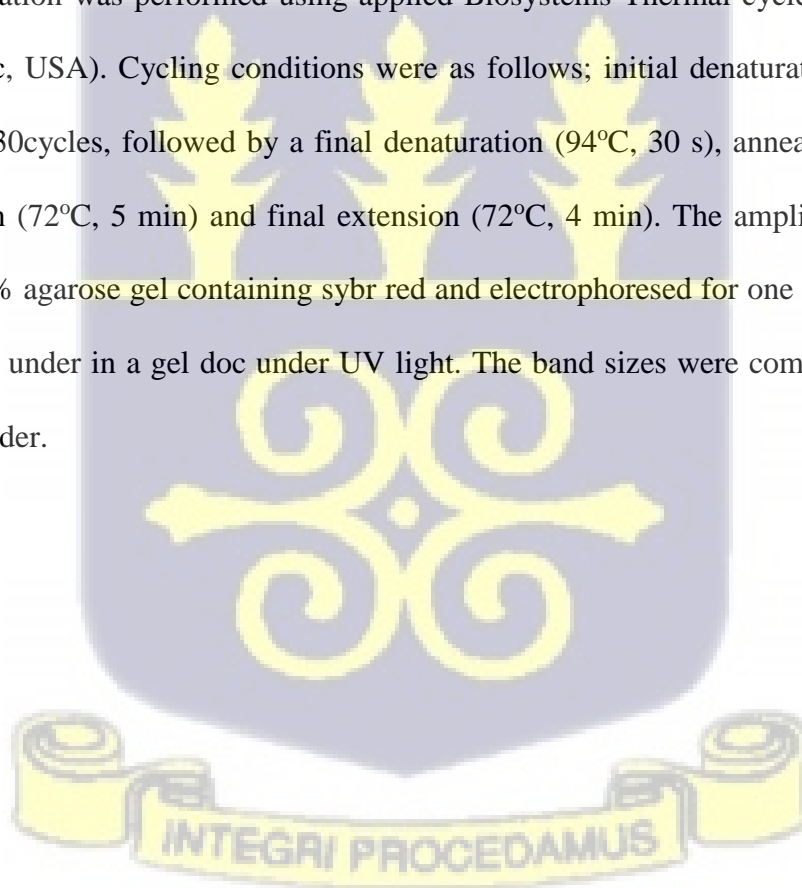 ation was performed using applied Biosystems Thermal cycle
c, USA). Cycling conditions were as follows; initial denaturat
30cycles, followed by a final denaturation (94ºC, 30 s), annea
n (72ºC, 5 min) and final extension (72ºC, 4 min). The ampli
% agarose gel containing sybr red and electrophoresed for one
under in a gel doc under UV light. The band sizes were com
der.
INTEGRI PROCEDAMUS